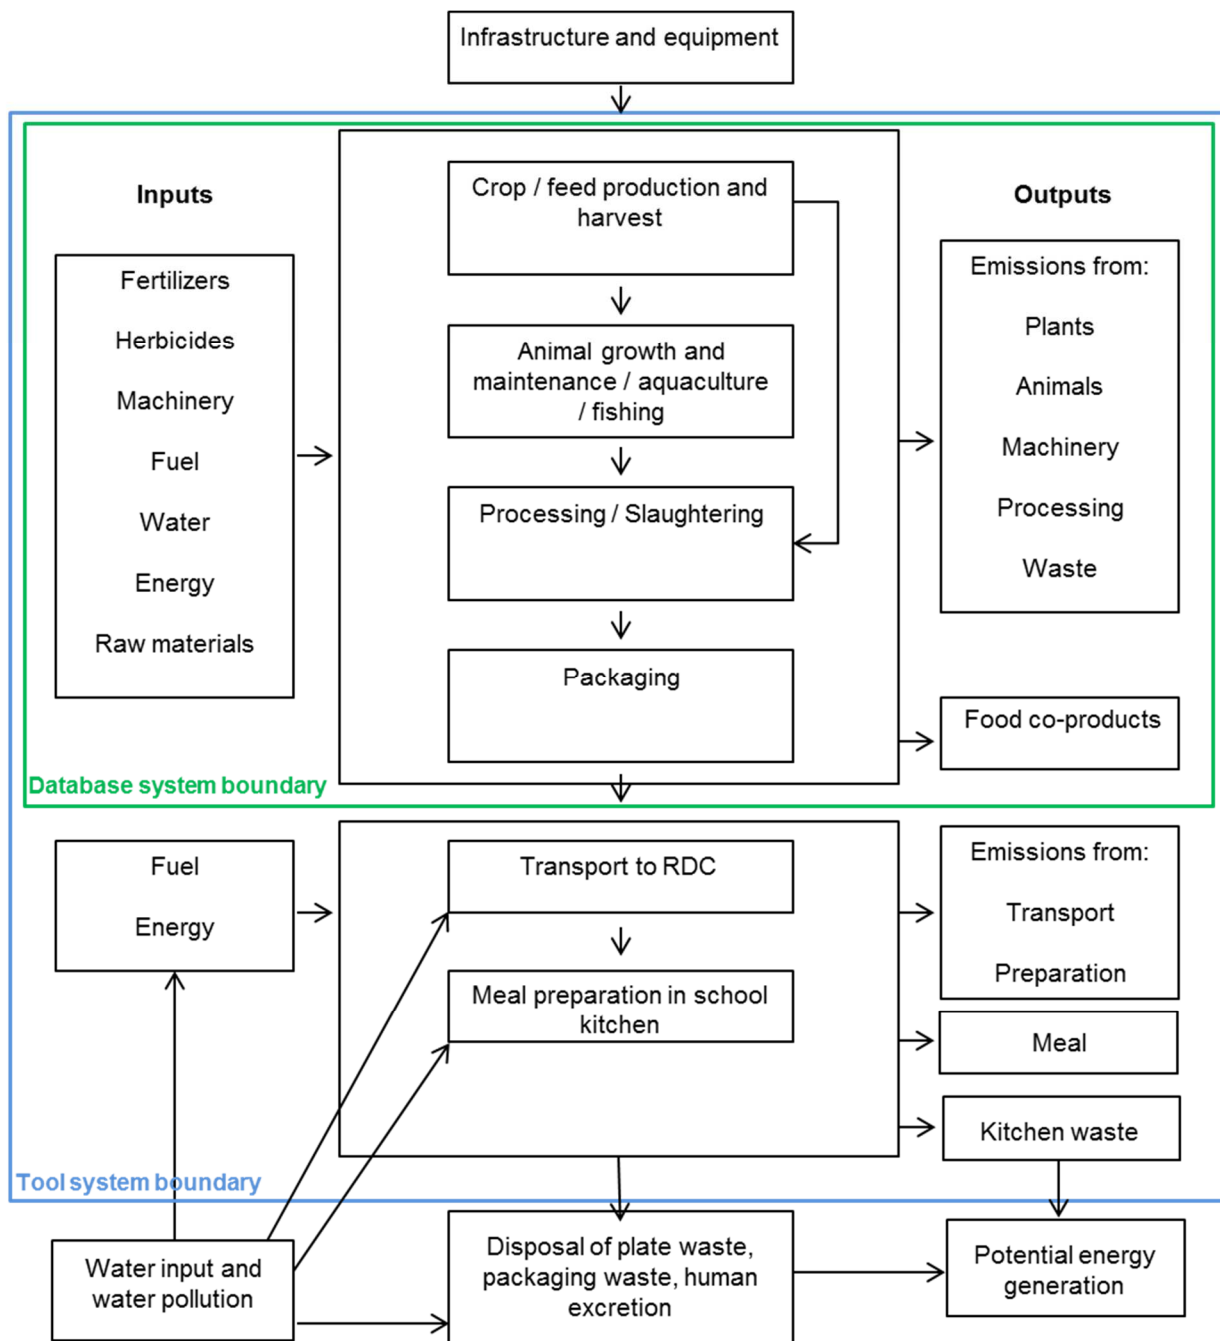 Infrastructure and equipment
Inputs
Fertilizers
Herbicides
Machinery
Fuel
Water
Energy
Raw materials
Crop / feed production and
harvest
Animal growth and
maintenance / aquaculture
/ fishing
Processing / Slaughtering
Packaging
Outputs
Emissions from:
Plants
Animals
Machinery
Processing
Waste
Food co-products
Database system boundary
Fuel
Energy
Transport to RDC
Meal preparation in school
kitchen
Emissions from:
Transport
Preparation
Meal
Kitchen waste
Tool system boundary
Water input and
water pollution
Disposal of plate waste,
packaging waste, human
excretion
Potential energy
generation